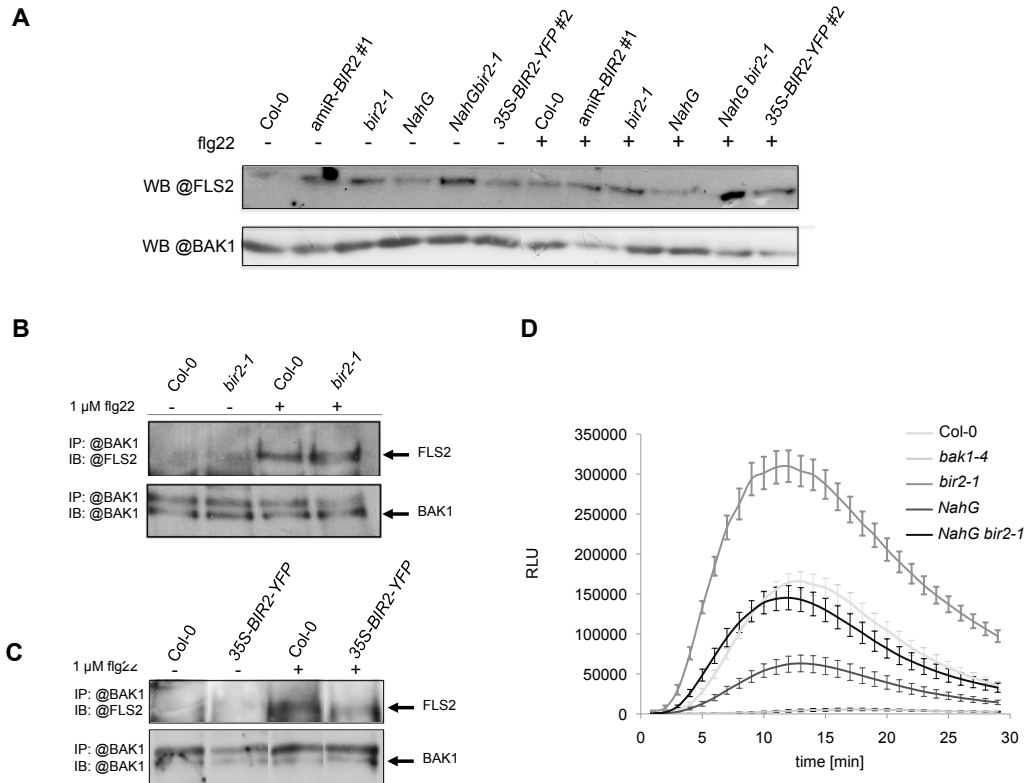 A
Col-0 amiR-BIR2 #1 bir2-1 NahG NahGbir2-1 35S-BIR2-YFP #2 Col-0 amiR-BIR2 #1 bir2-1 NahG NahG bir2-1 35S-BIR2-YFP #2
flg22 - - - - - - + + + + + +
WB @FLS2
WB @BAK1
B
Col-0 bir2-1 Col-0 bir2-1
1 µM flg22 - - + +
IP: @BAK1
IB: @FLS2
FLS2
IP: @BAK1
IB: @BAK1
BAK1
C
Col-0 35S-BIR2-YFP Col-0 35S-BIR2-YFP
1 µM flg22 - - + +
IP: @BAK1
IB: @FLS2
FLS2
IP: @BAK1
IB: @BAK1
BAK1
D
350000
300000
250000
200000
150000
100000
50000
0
RLU
0 5 10 15 20 25 30
time [min]
Col-0
bak1-4
bir2-1
NahG
NahG bir2-1